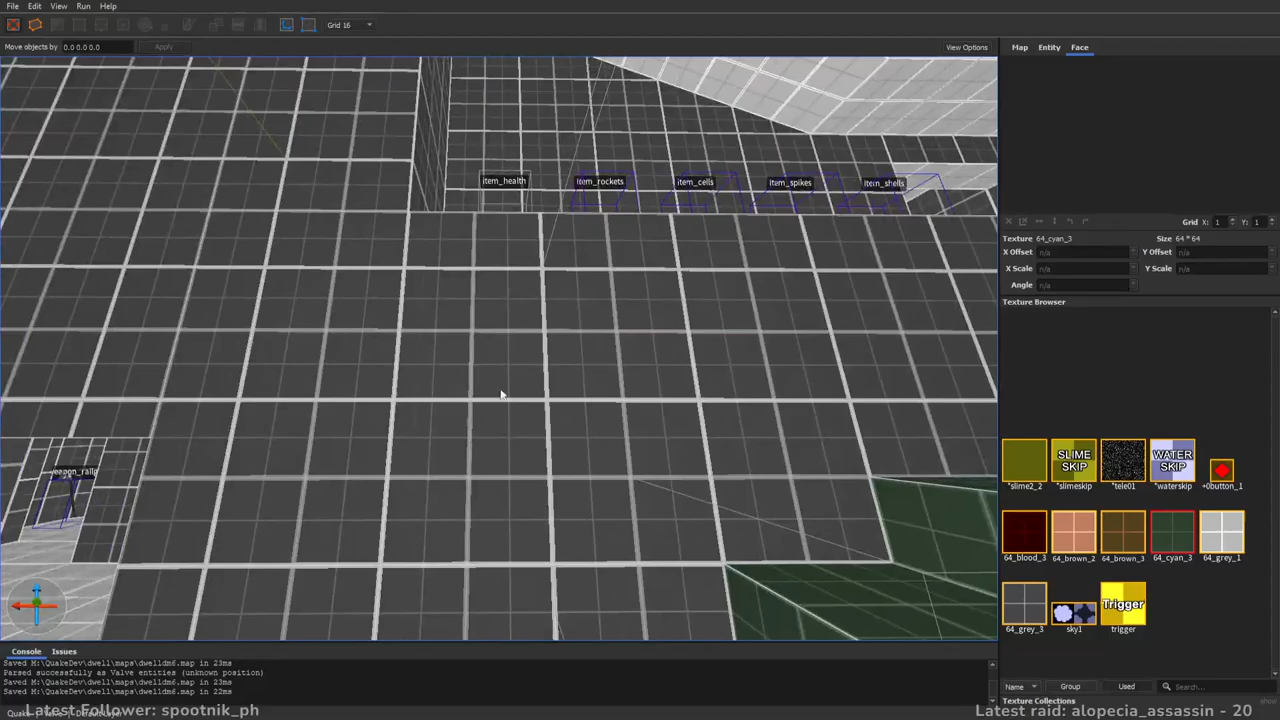 File Edit View Run Help
Grid 16
Move objects by 0.0 0.0 0.0 Apply View Options
Map Entity Face
item_health item_rockets item_cells item_spikes item_shells
Grid X: 1 Y: 1
Texture 64_cyan_3 Size 64 * 64
X Offset n/a Y Offset n/a
X Scale n/a Y Scale n/a
Angle n/a
Texture Browser
SLIME SKIP
WATER SKIP
*slime2_2 *slimeskip *tele01 *waterskip +0button_1
64_blood_3 64_brown_2 64_brown_3 64_cyan_3 64_grey_1
Trigger
64_grey_3 sky1 trigger
Console Issues
Saved M:\QuakeDev\dwell\maps\dwelldm6.map in 23ms
Parsed successfully as Valve entities (unknown position)
Saved M:\QuakeDev\dwell\maps\dwelldm6.map in 23ms
Saved M:\QuakeDev\dwell\maps\dwelldm6.map in 22ms
Name Group Used Search...
Texture Collections show
Latest Follower: spootnik_ph
Latest raid: alopecia_assassin - 20